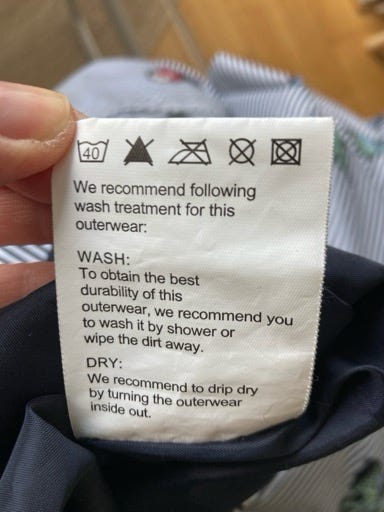 40
We recommend following
wash treatment for this
outerwear:
WASH:
To obtain the best
durability of this
outerwear, we recommend you
to wash it by shower or
wipe the dirt away.
DRY:
We recommend to drip dry
by turning the outerwear
inside out.